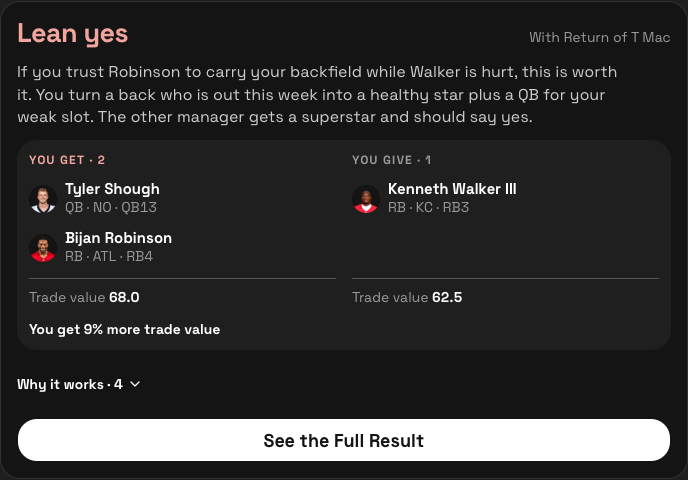 Lean yes
With Return of T Mac
If you trust Robinson to carry your backfield while Walker is hurt, this is worth
it. You turn a back who is out this week into a healthy star plus a QB for your
weak slot. The other manager gets a superstar and should say yes.
YOU GET · 2
Tyler Shough
QB · NO · QB13
Bijan Robinson
RB · ATL · RB4
Trade value 68.0
You get 9% more trade value
YOU GIVE · 1
Kenneth Walker III
RB · KC · RB3
Trade value 62.5
Why it works · 4
See the Full Result